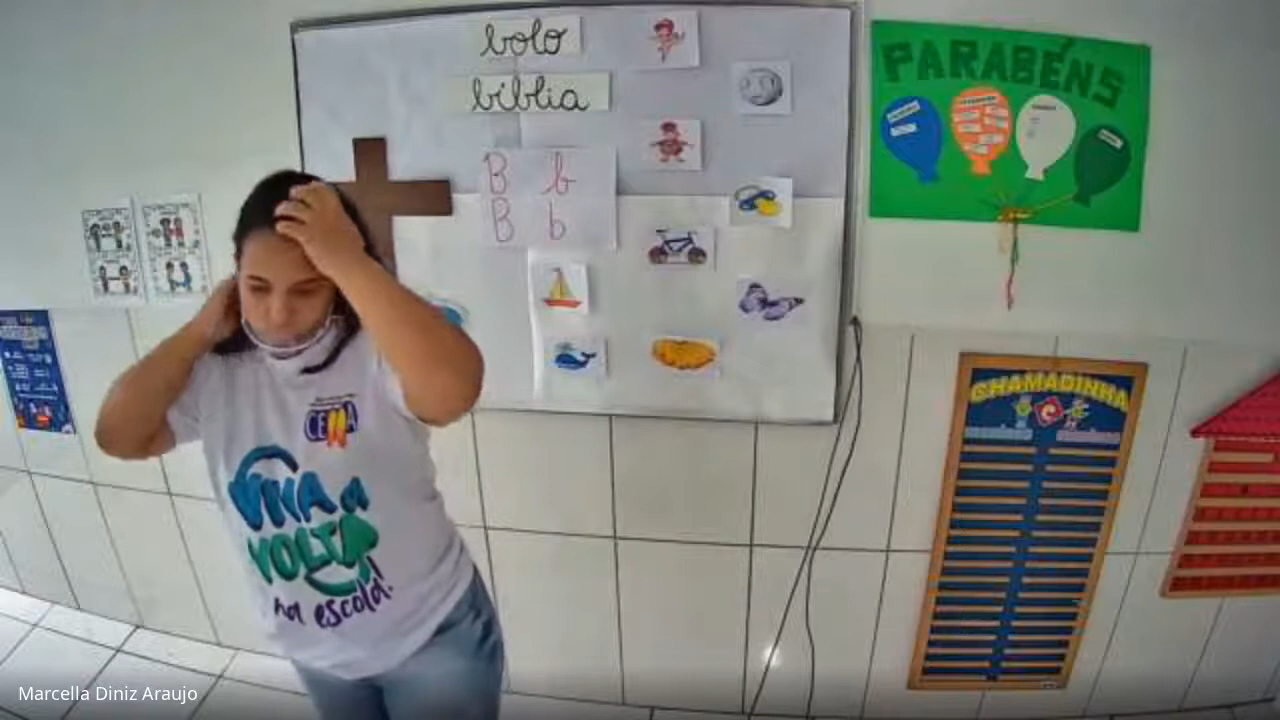 bolo
bíblia
B b
B b
PARABÉNS
CHAMADINHA
CEMA
VIVA a
VOLTA
na escola!
Marcella Diniz Araujo